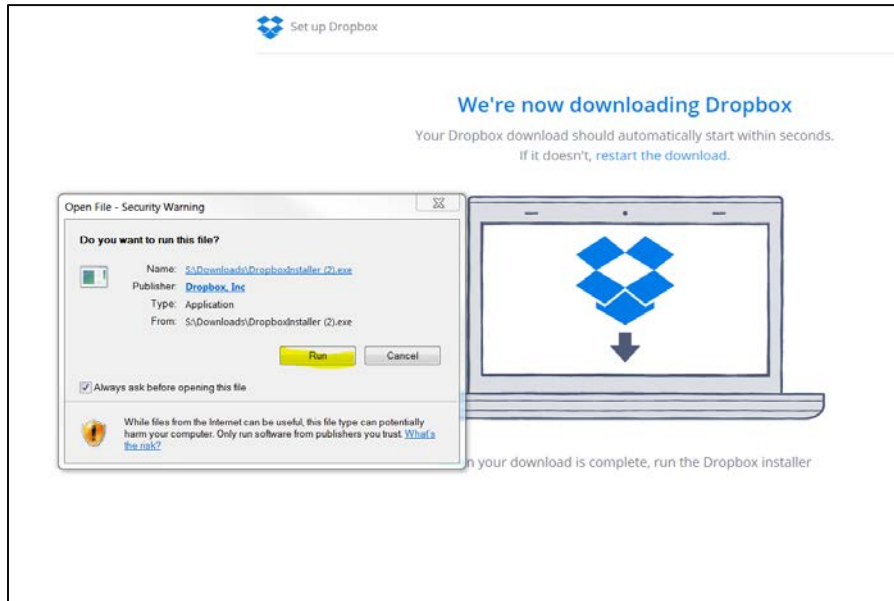 Set up Dropbox
We're now downloading Dropbox
Your Dropbox download should automatically start within seconds.
If it doesn't, restart the download.
Open File - Security Warning
Do you want to run this file?
Name: S:\Downloads\DropboxInstaller (2).exe
Publisher: Dropbox, Inc
Type: Application
From: S:\Downloads\DropboxInstaller (2).exe
Run Cancel
Always ask before opening this file
While files from the Internet can be useful, this file type can potentially
harm your computer. Only run software from publishers you trust. What's
the risk?
n your download is complete, run the Dropbox installer